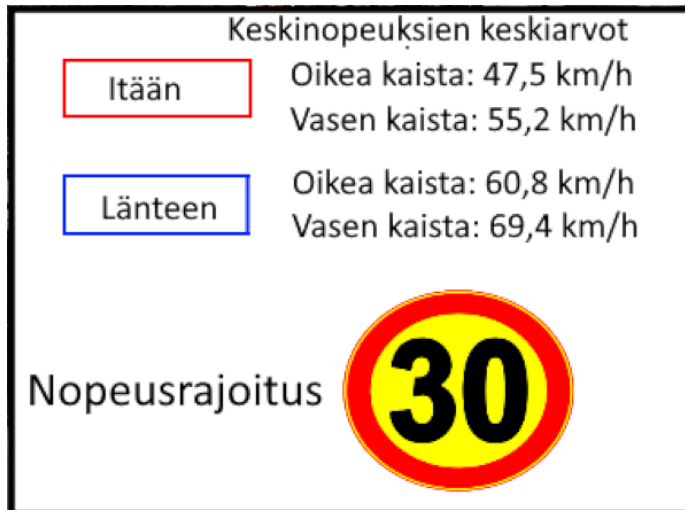 Keskinopeuksien keskiarvot
Itään
Oikea kaista: 47,5 km/h
Vasen kaista: 55,2 km/h
Länteen
Oikea kaista: 60,8 km/h
Vasen kaista: 69,4 km/h
Nopeusrajoitus
30